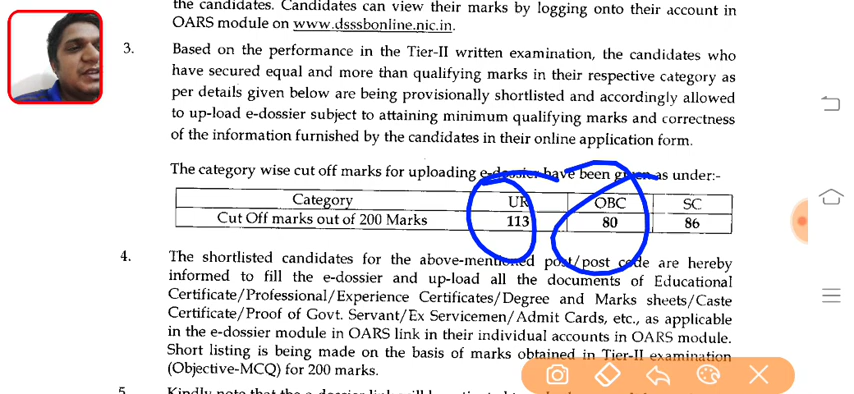 the candidates. Candidates can view their marks by logging onto their account in
OARS module on www.dsssbonline.nic.in.
3. Based on the performance in the Tier-II written examination, the candidates who
have secured equal and more than qualifying marks in their respective category as
per details given below are being provisionally shortlisted and accordingly allowed
to up-load e-dossier subject to attaining minimum qualifying marks and correctness
of the information furnished by the candidates in their online application form.
The category wise cut off marks for uploading e-dossier have been given as under:-
Category UR OBC SC
Cut Off marks out of 200 Marks 113 80 86
4. The shortlisted candidates for the above-mentioned post/post code are hereby
informed to fill the e-dossier and up-load all the documents of Educational
Certificate/Professional/Experience Certificates/Degree and Marks sheets/Caste
Certificate/Proof of Govt. Servant/Ex Servicemen/Admit Cards, etc., as applicable
in the e-dossier module in OARS link in their individual accounts in OARS module.
Short listing is being made on the basis of marks obtained in Tier-II examination
(Objective-MCQ) for 200 marks.
5. Kindly note that the e-dossier link will be